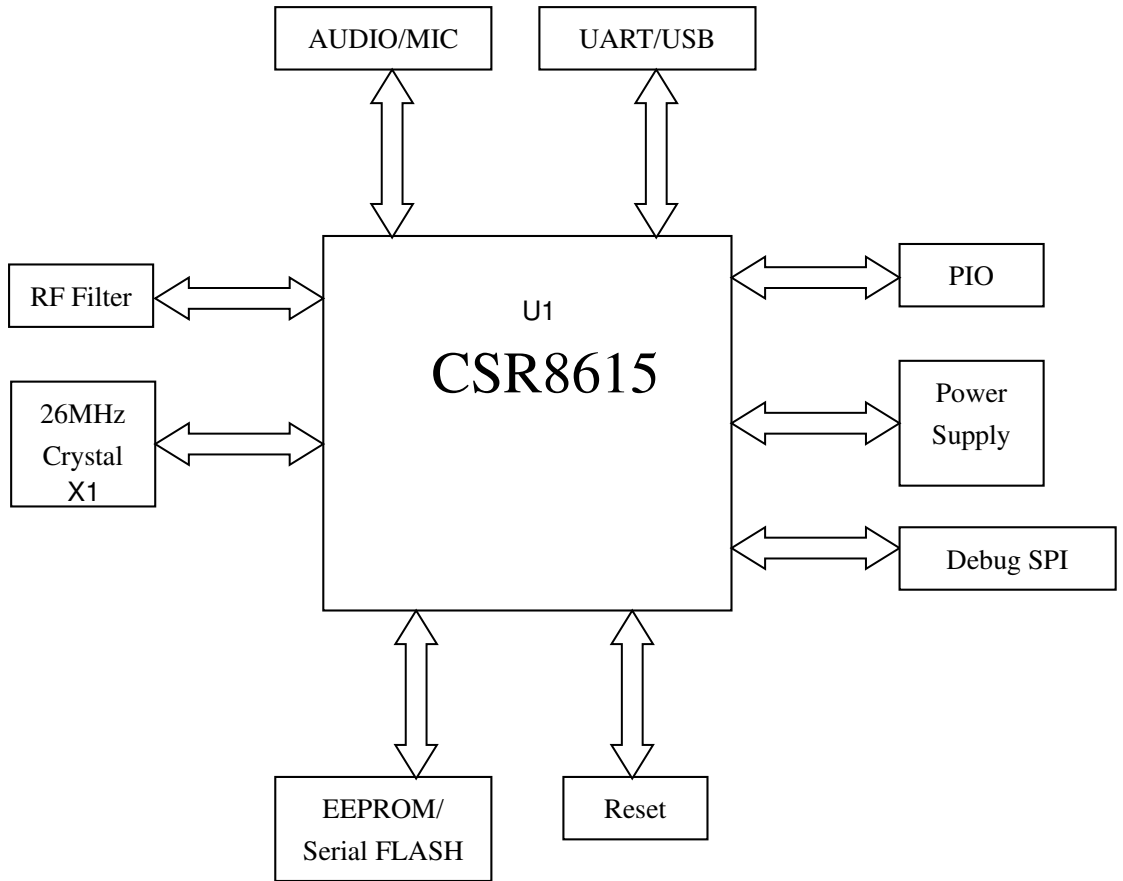 AUDIO/MIC
UART/USB
RF Filter
PIO
U1
CSR8615
26MHz
Crystal
X1
Power
Supply
Debug SPI
EEPROM/
Serial FLASH
Reset